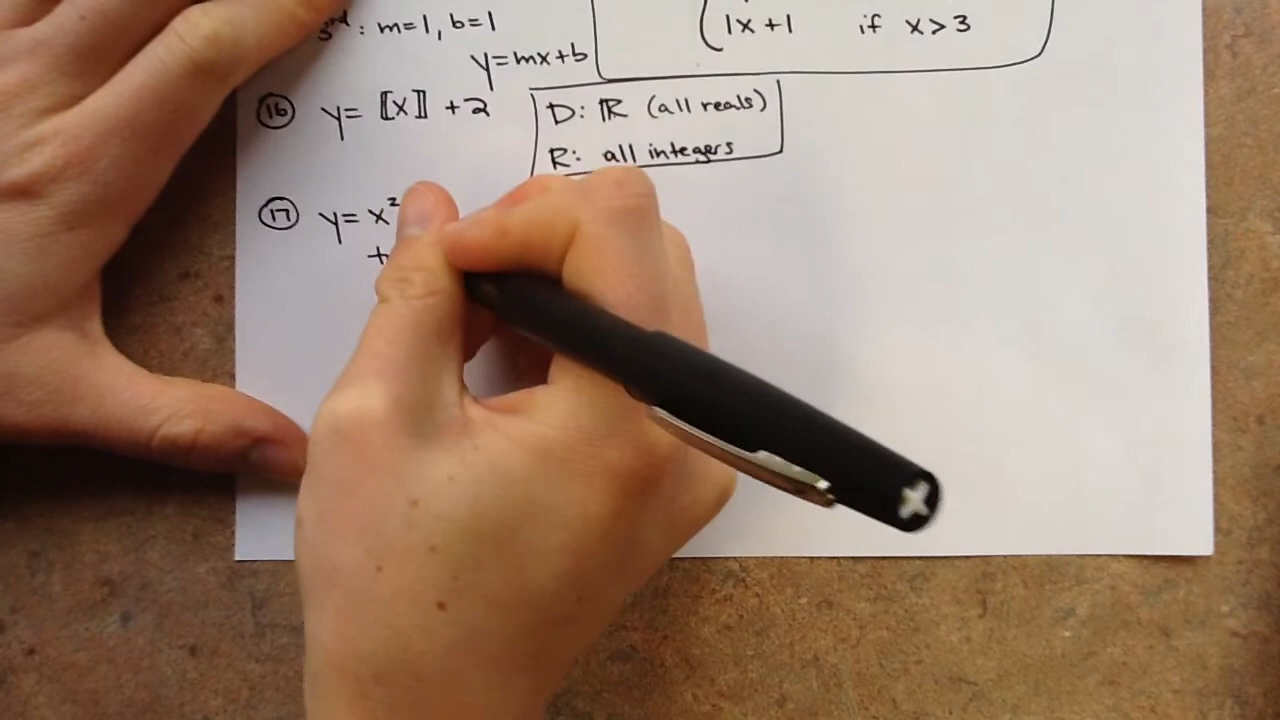 3rd: m=1, b=1
y=mx+b
1x+1 if x>3
16 y= ⟦x⟧ +2
D: ℝ (all reals)
R: all integers
17 y= x²
+